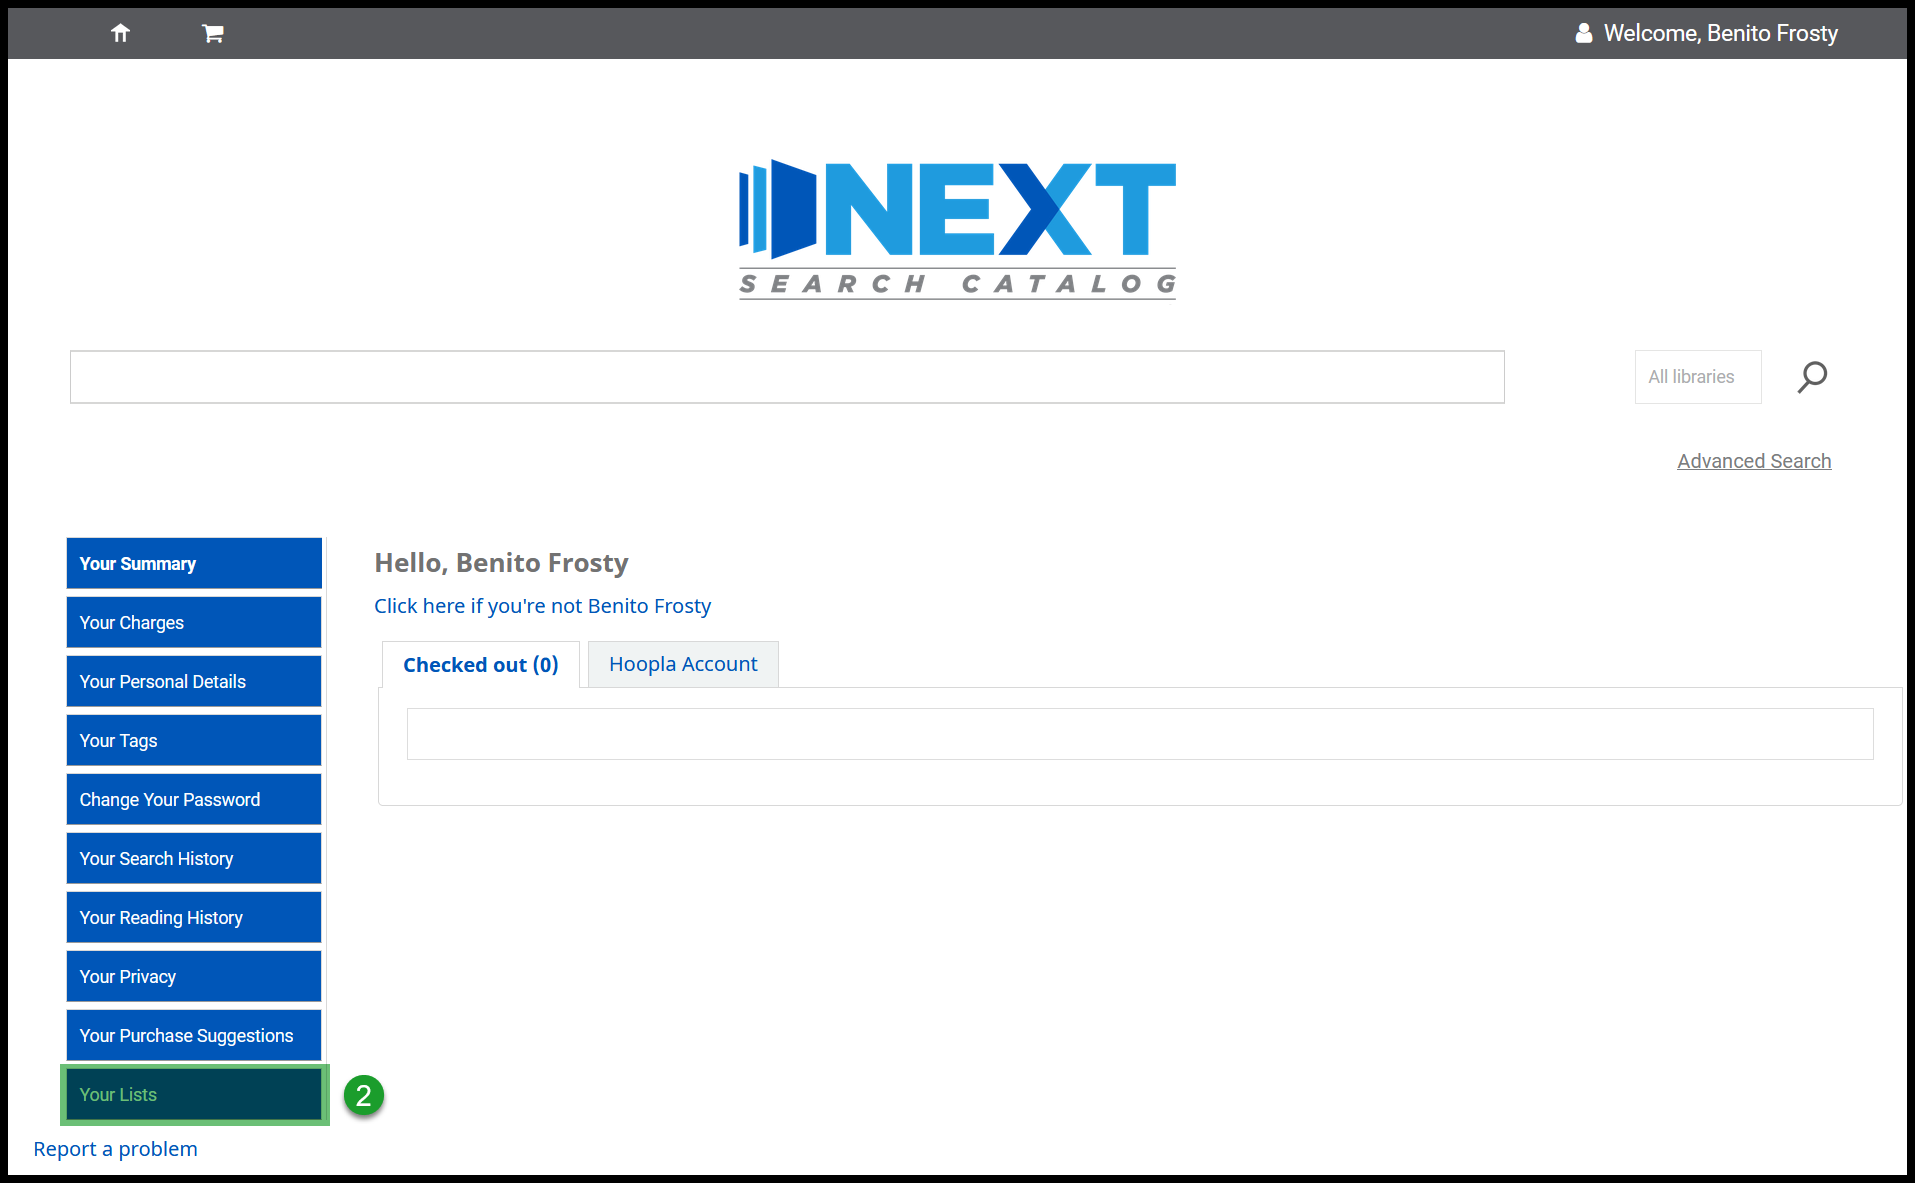 Welcome, Benito Frosty
NEXT
SEARCH CATALOG
All libraries
Advanced Search
Your Summary
Your Charges
Your Personal Details
Your Tags
Change Your Password
Your Search History
Your Reading History
Your Privacy
Your Purchase Suggestions
Your Lists
2
Report a problem
Hello, Benito Frosty
Click here if you're not Benito Frosty
Checked out (0)
Hoopla Account